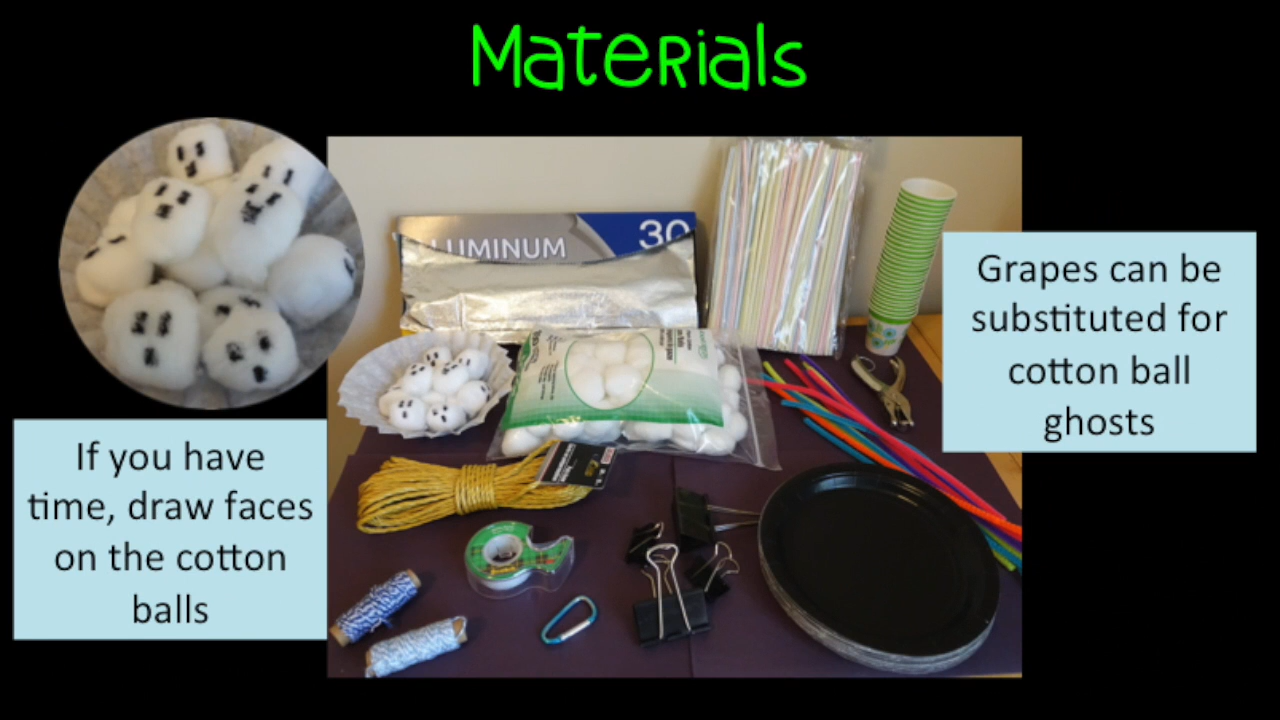 Materials
ALUMINUM
30
Grapes can be
substituted for
cotton ball
ghosts
If you have
time, draw faces
on the cotton
balls